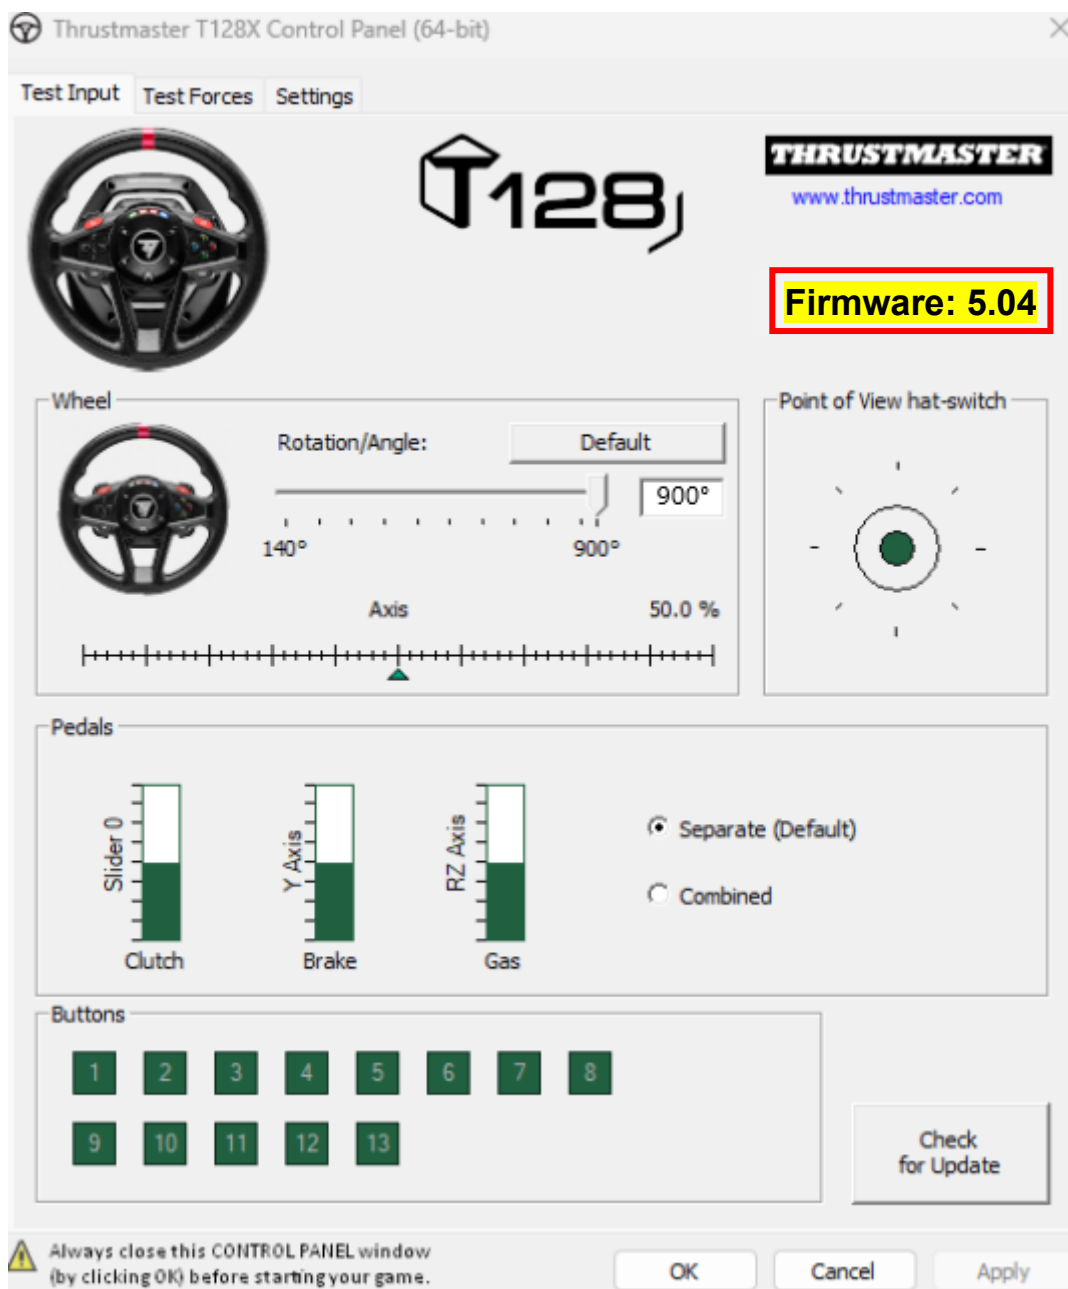 Thrustmaster T128X Control Panel (64-bit)
Test Input Test Forces Settings
T128
THRUSTMASTER
www.thrustmaster.com
Firmware: 5.04
Wheel
Rotation/Angle: Default
900°
140° 900°
Axis 50.0 %
Point of View hat-switch
Pedals
Slider 0
Clutch
Y Axis
Brake
RZ Axis
Gas
Separate (Default)
Combined
Buttons
1 2 3 4 5 6 7 8
9 10 11 12 13
Check
for Update
Always close this CONTROL PANEL window
(by clicking OK) before starting your game.
OK Cancel Apply